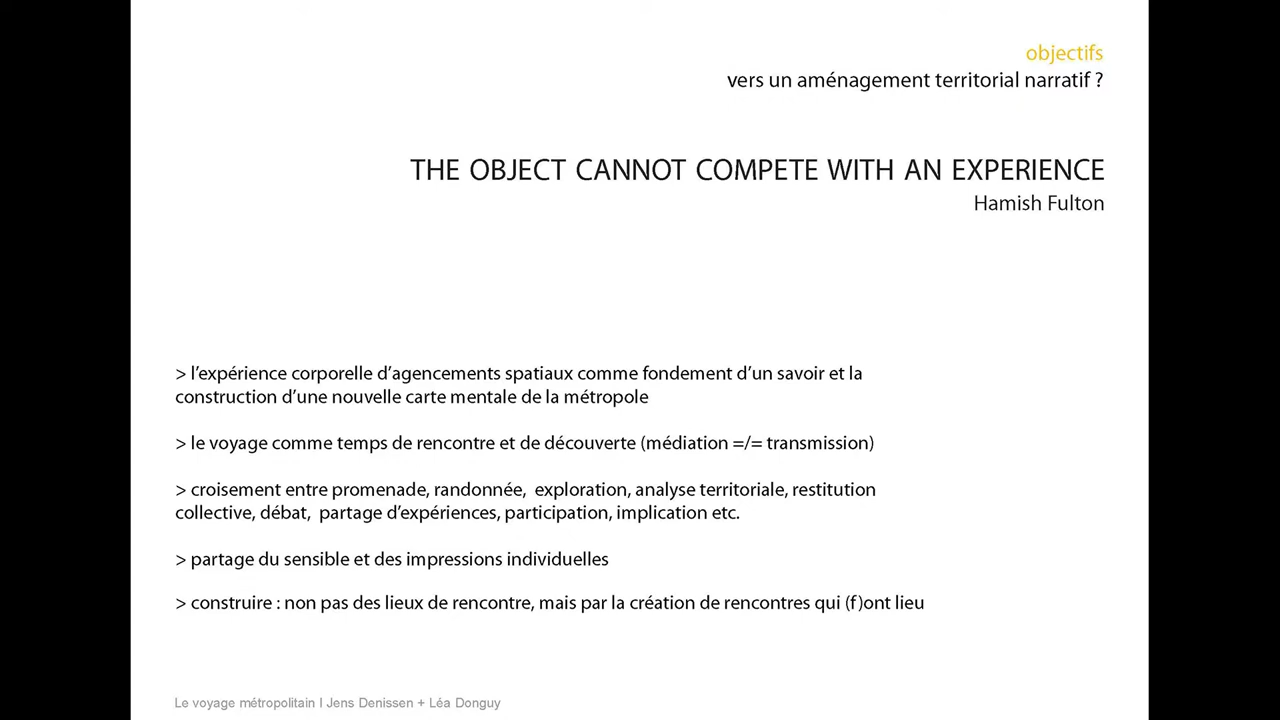 objectifs
vers un aménagement territorial narratif ?
THE OBJECT CANNOT COMPETE WITH AN EXPERIENCE
Hamish Fulton
> l’expérience corporelle d’agencements spatiaux comme fondement d’un savoir et la
construction d’une nouvelle carte mentale de la métropole
> le voyage comme temps de rencontre et de découverte (médiation =/= transmission)
> croisement entre promenade, randonnée,  exploration, analyse territoriale, restitution
collective, débat,  partage d’expériences, participation, implication etc.
> partage du sensible et des impressions individuelles
> construire : non pas des lieux de rencontre, mais par la création de rencontres qui (f)ont lieu
Le voyage métropolitain I Jens Denissen + Léa Donguy